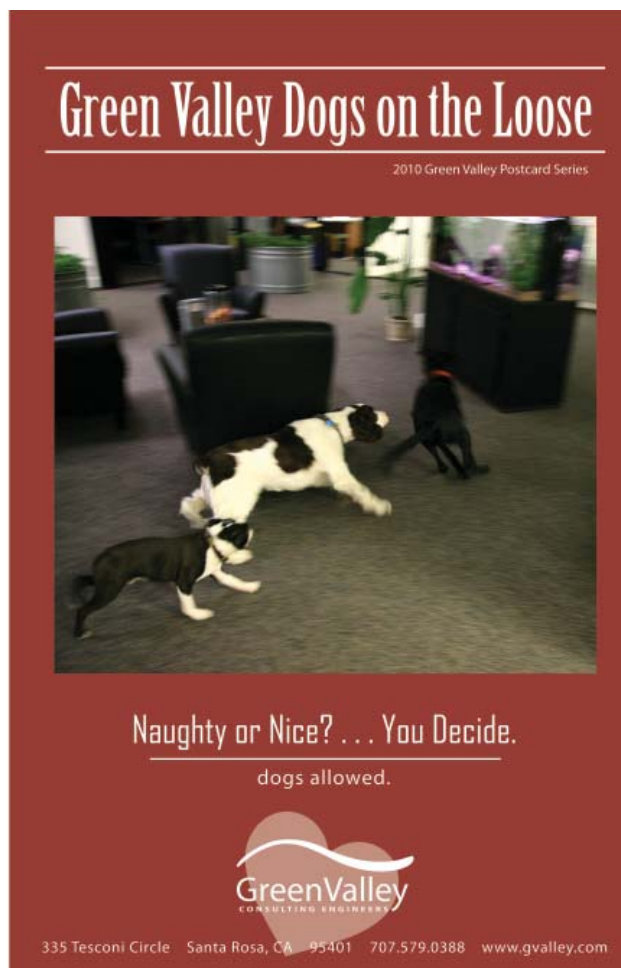 Green Valley Dogs on the Loose
2010 Green Valley Postcard Series
Naughty or Nice? . . . You Decide.
dogs allowed.
GreenValley
CONSULTING ENGINEERS
335 Tesconi Circle Santa Rosa, CA 95401 707.579.0388 www.gvalley.com